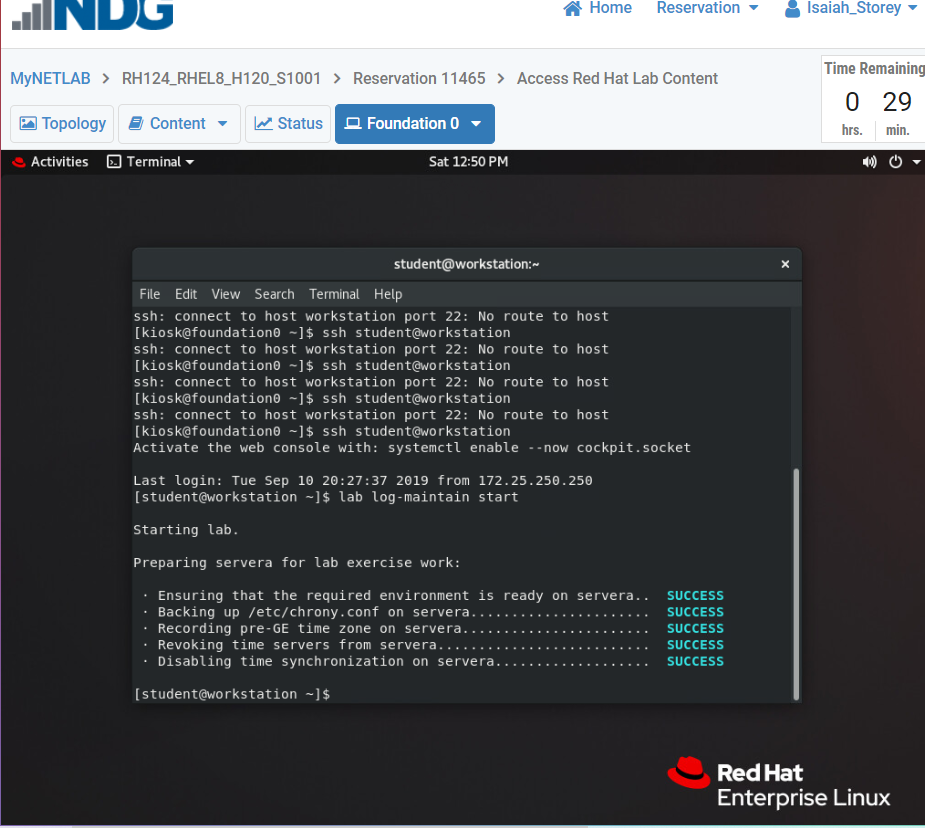 NDG
Home Reservation Isaiah_Storey
MyNETLAB > RH124_RHEL8_H120_S1001 > Reservation 11465 > Access Red Hat Lab Content
Time Remaining
0 29
hrs. min.
Topology Content Status Foundation 0
Activities Terminal Sat 12:50 PM
student@workstation:~ ×
File Edit View Search Terminal Help
ssh: connect to host workstation port 22: No route to host
[kiosk@foundation0 ~]$ ssh student@workstation
ssh: connect to host workstation port 22: No route to host
[kiosk@foundation0 ~]$ ssh student@workstation
ssh: connect to host workstation port 22: No route to host
[kiosk@foundation0 ~]$ ssh student@workstation
ssh: connect to host workstation port 22: No route to host
[kiosk@foundation0 ~]$ ssh student@workstation
Activate the web console with: systemctl enable --now cockpit.socket
Last login: Tue Sep 10 20:27:37 2019 from 172.25.250.250
[student@workstation ~]$ lab log-maintain start
Starting lab.
Preparing servera for lab exercise work:
· Ensuring that the required environment is ready on servera.. SUCCESS
· Backing up /etc/chrony.conf on servera...................... SUCCESS
· Recording pre-GE time zone on servera....................... SUCCESS
· Revoking time servers from servera.......................... SUCCESS
· Disabling time synchronization on servera................... SUCCESS
[student@workstation ~]$
Red Hat
Enterprise Linux